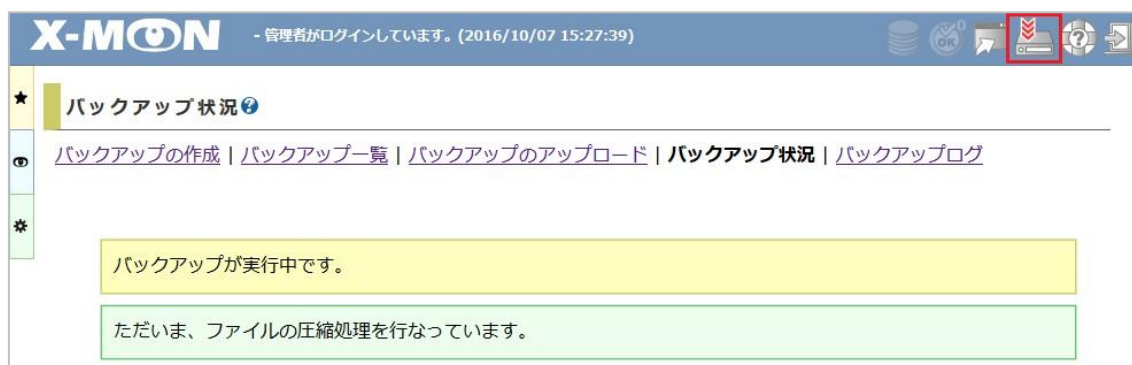 X-MON - 管理者がログインしています。(2016/10/07 15:27:39)
OK 0
バックアップ状況?
バックアップの作成 | バックアップ一覧 | バックアップのアップロード | バックアップ状況 | バックアップログ
バックアップが実行中です。
ただいま、ファイルの圧縮処理を行なっています。